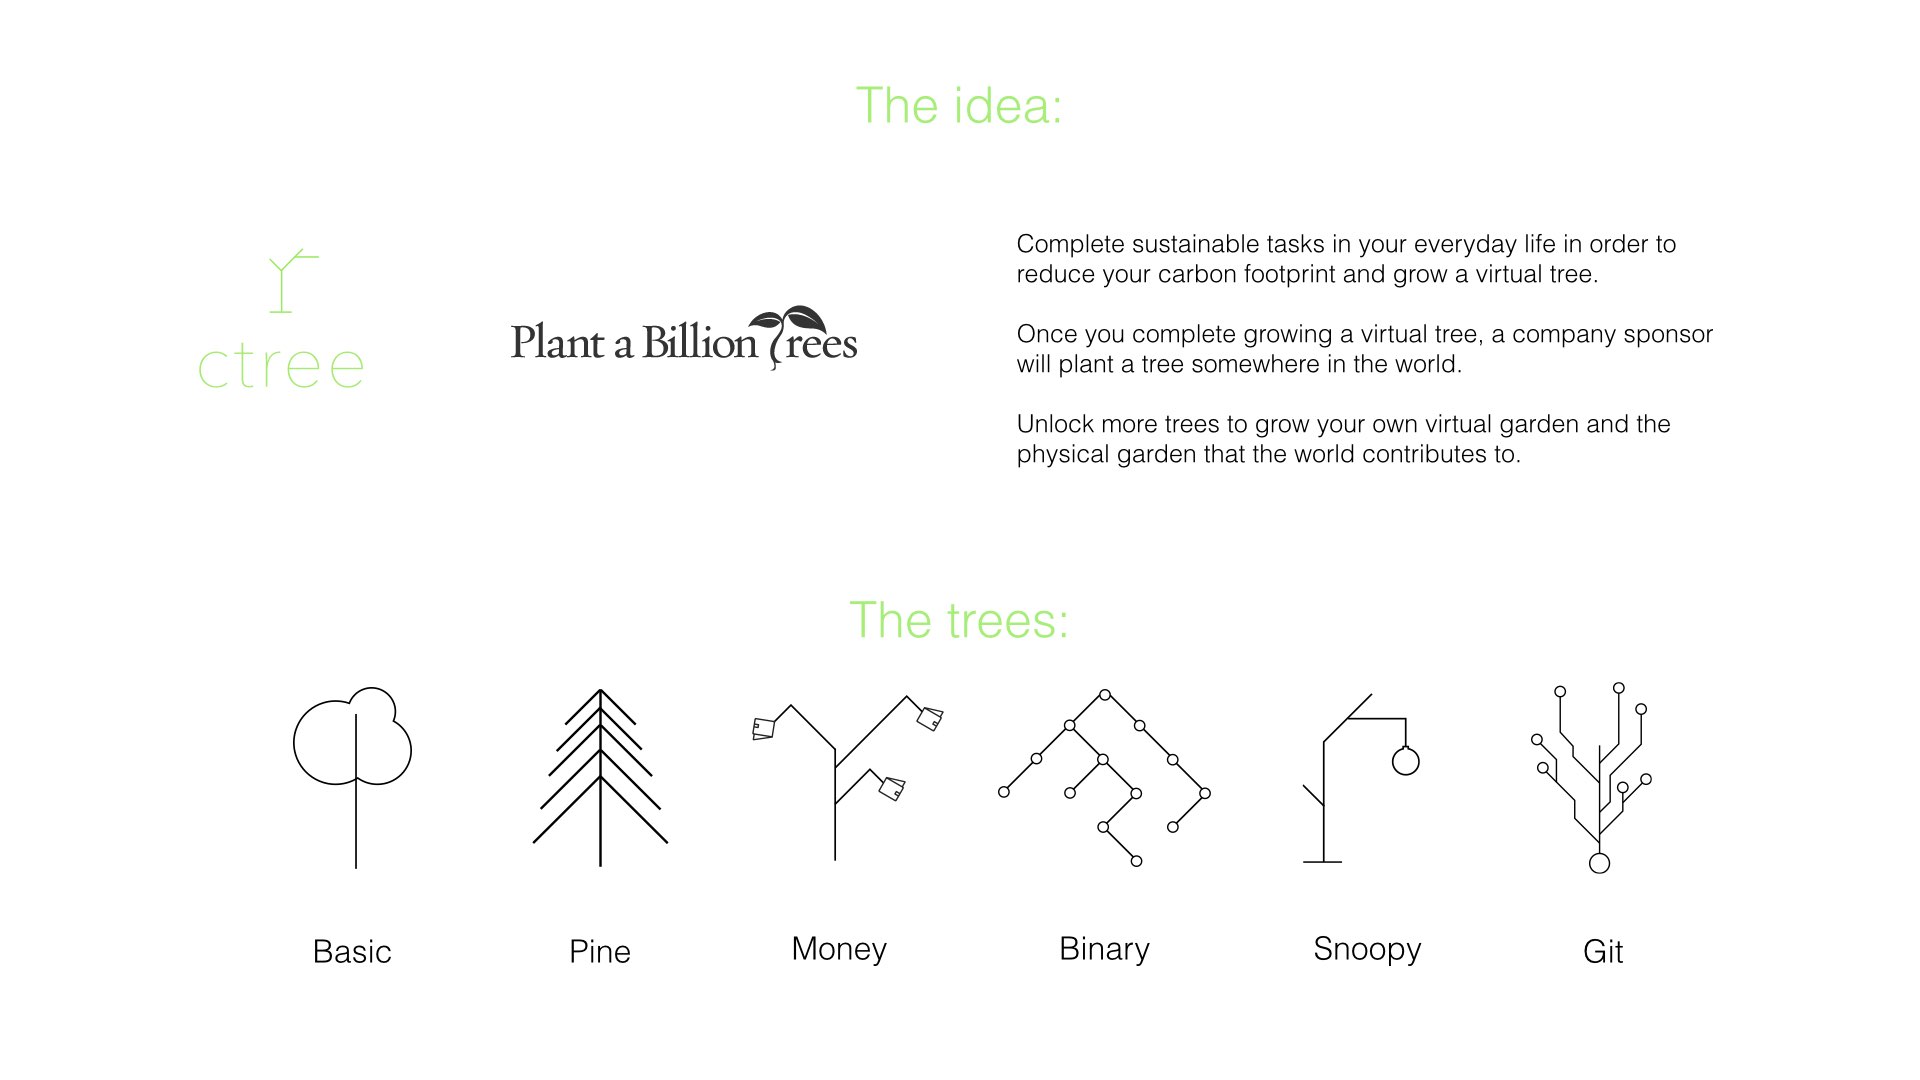 The idea:
ctree
Plant a Billion Trees
Complete sustainable tasks in your everyday life in order to
reduce your carbon footprint and grow a virtual tree.
Once you complete growing a virtual tree, a company sponsor
will plant a tree somewhere in the world.
Unlock more trees to grow your own virtual garden and the
physical garden that the world contributes to.
The trees:
Basic
Pine
Money
Binary
Snoopy
Git